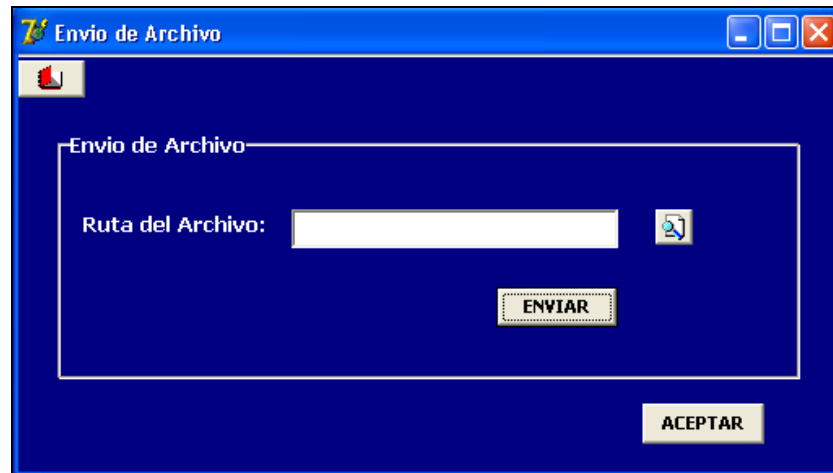 Envio de Archivo
Envio de Archivo
Ruta del Archivo:
ENVIAR
ACEPTAR